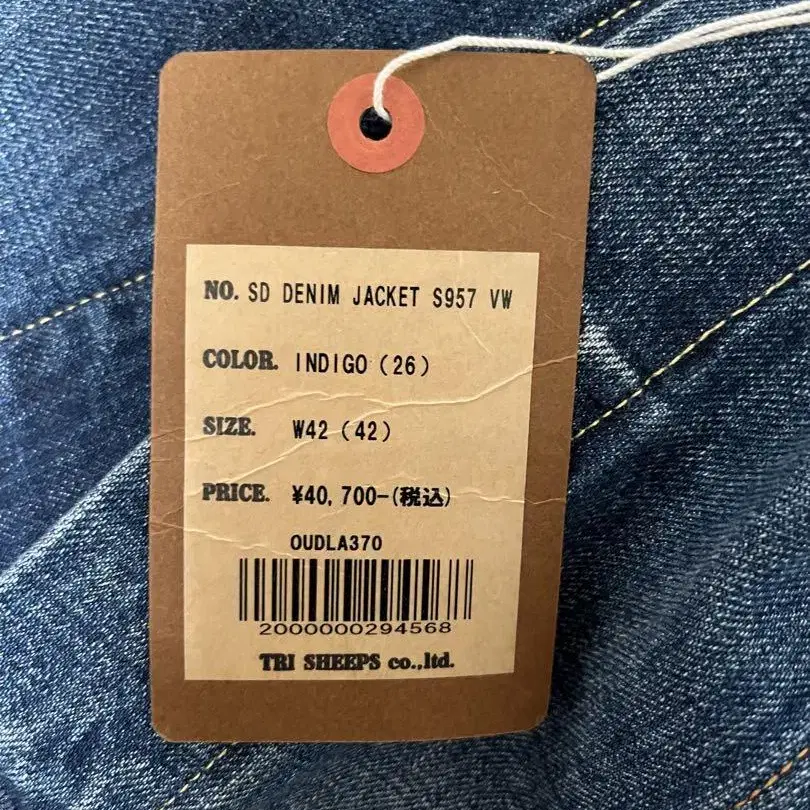 NO. SD DENIM JACKET S957 VW
COLOR. INDIGO (26)
SIZE. W42 (42)
PRICE. ¥40,700-(税込)
OUDLA370
2000000294568
TRI SHEEPS co.,ltd.